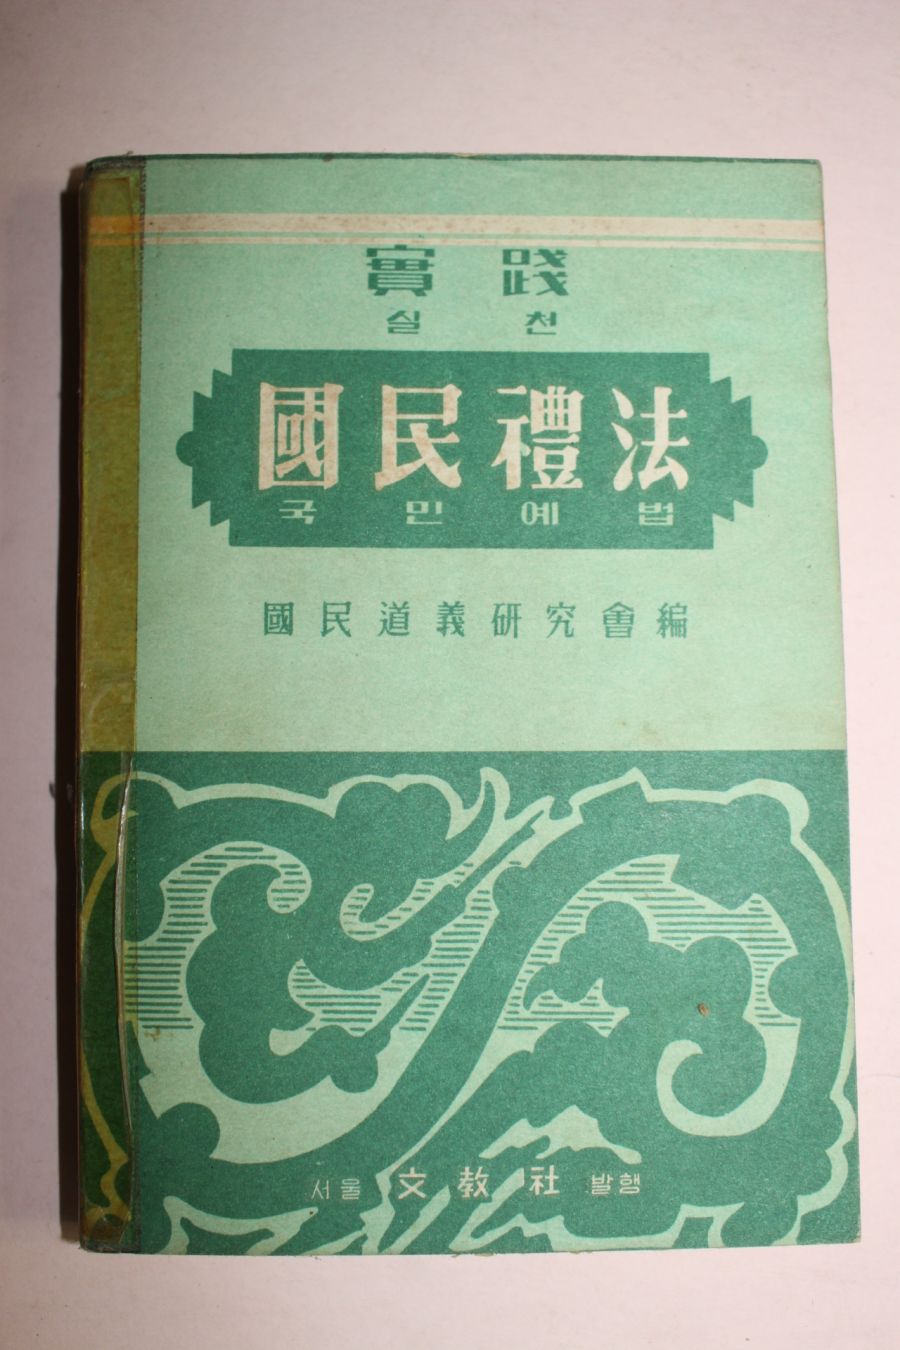 實踐
실천
國民禮法
국민예법
國民道義硏究會編
서울 文敎社 발행